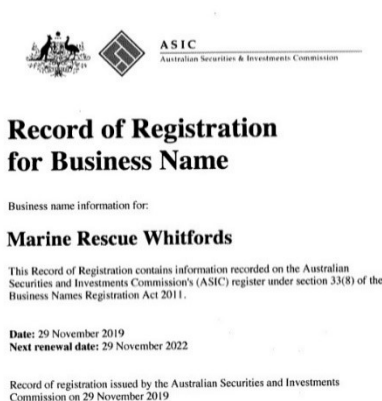 ASIC
Australian Securities & Investments Commission
Record of Registration
for Business Name
Business name information for:
Marine Rescue Whitfords
This Record of Registration contains information recorded on the Australian
Securities and Investments Commission's (ASIC) register under section 33(8) of the
Business Names Registration Act 2011.
Date: 29 November 2019
Next renewal date: 29 November 2022
Record of registration issued by the Australian Securities and Investments
Commission on 29 November 2019